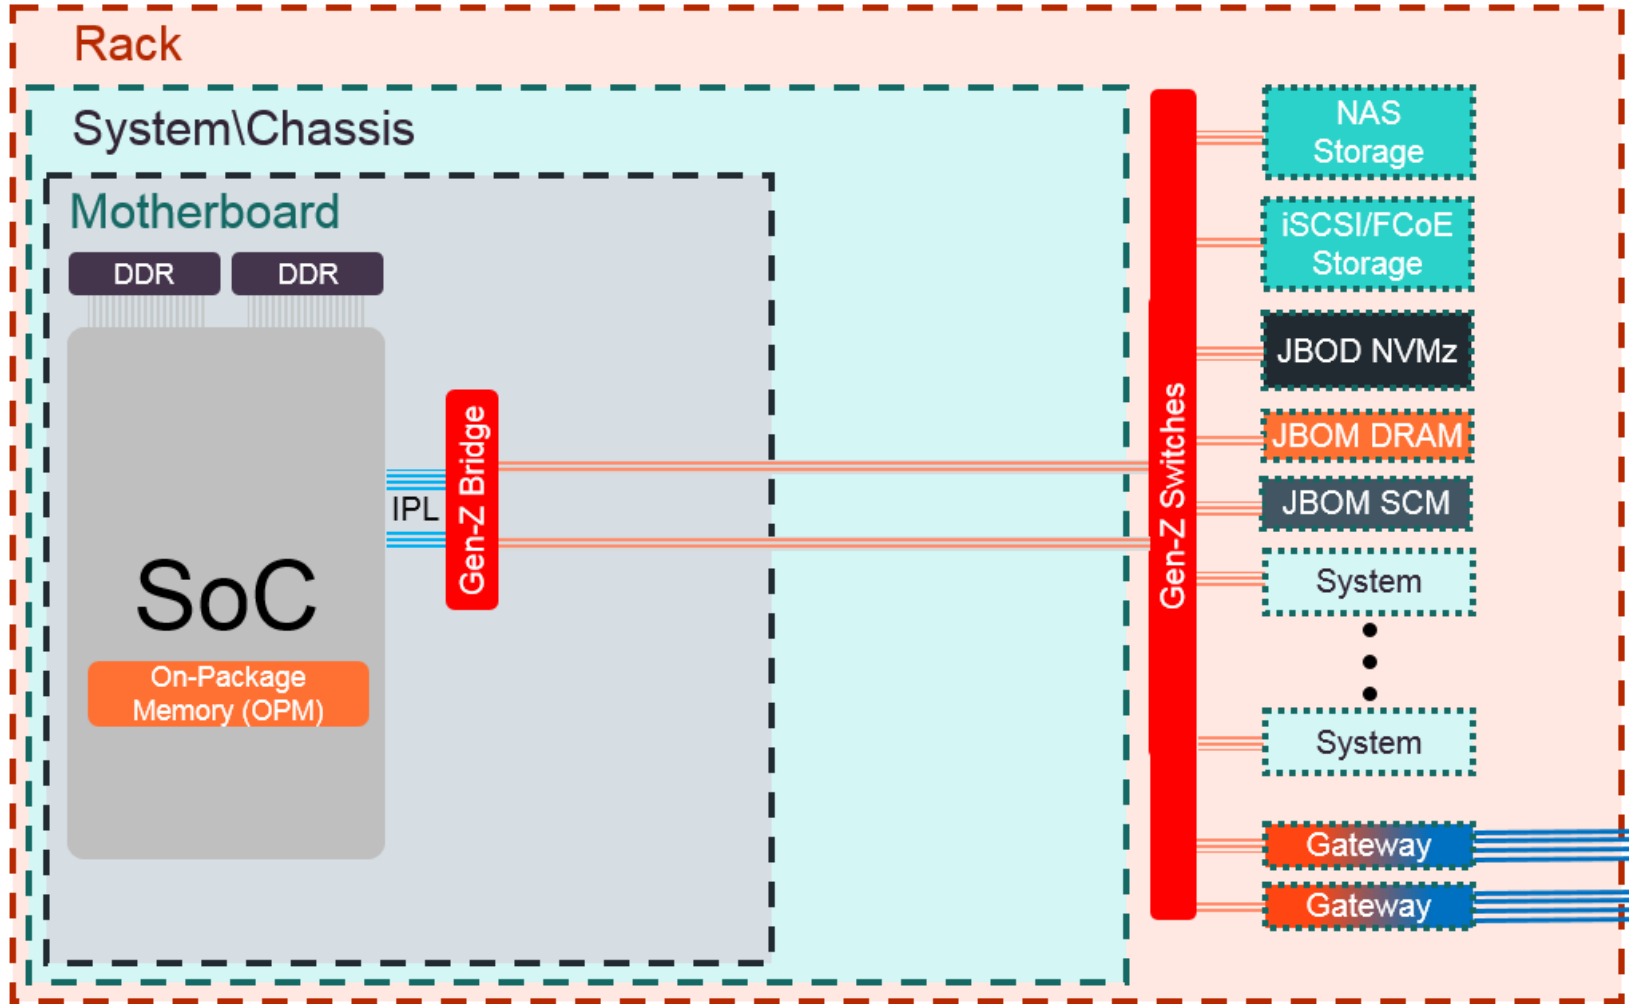 Rack
System\Chassis
Motherboard
DDR
DDR
SoC
On-Package
Memory (OPM)
IPL
Gen-Z Bridge
Gen-Z Switches
NAS
Storage
iSCSI/FCoE
Storage
JBOD NVMz
JBOM DRAM
JBOM SCM
System
System
Gateway
Gateway